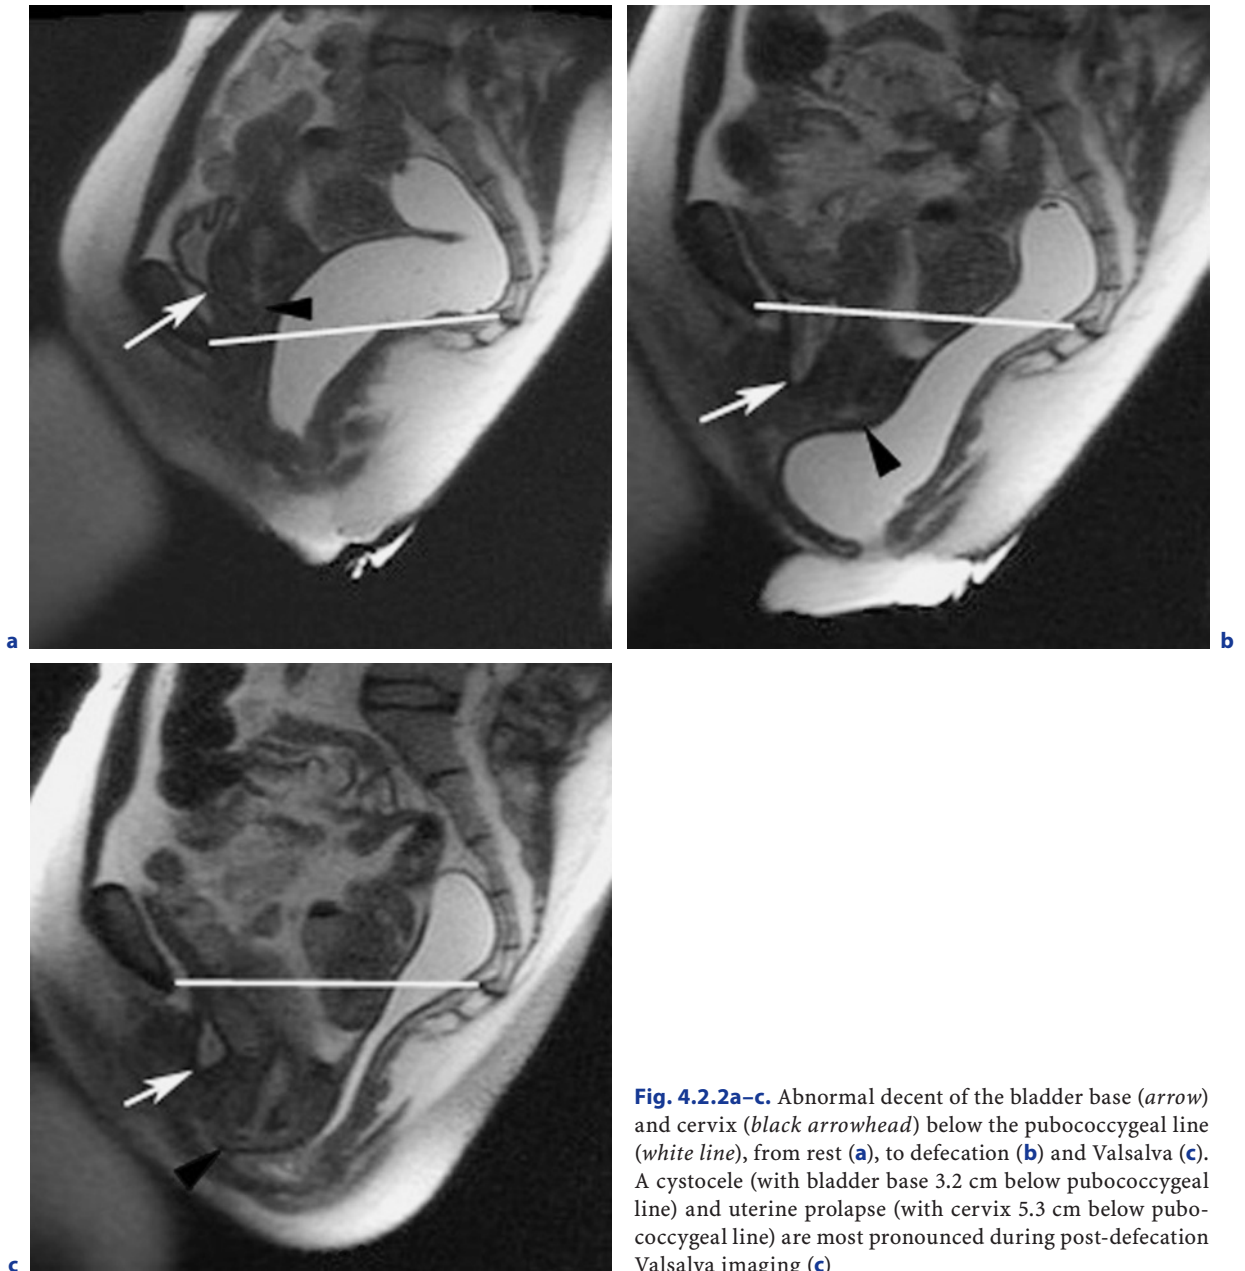 a
b
c
Fig. 4.2.2a–c. Abnormal decent of the bladder base (arrow)
and cervix (black arrowhead) below the pubococcygeal line
(white line), from rest (a), to defecation (b) and Valsalva (c).
A cystocele (with bladder base 3.2 cm below pubococcygeal
line) and uterine prolapse (with cervix 5.3 cm below pubo-
coccygeal line) are most pronounced during post-defecation
Valsalva imaging (c)